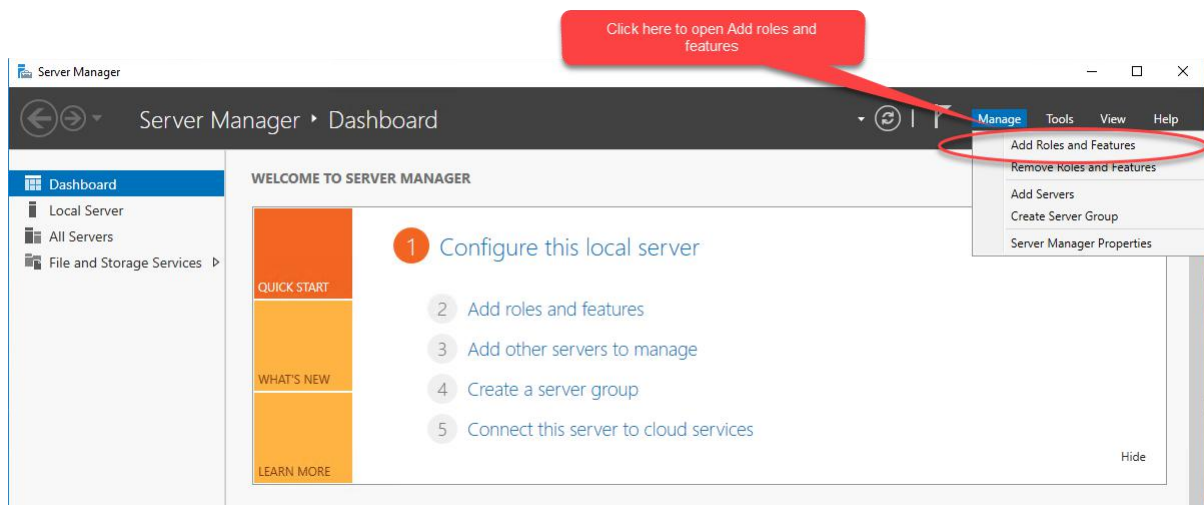 Click here to open Add roles and
features
Server Manager
Server Manager • Dashboard
Manage Tools View Help
Add Roles and Features
Remove Roles and Features
Add Servers
Create Server Group
Server Manager Properties
Dashboard
Local Server
All Servers
File and Storage Services
WELCOME TO SERVER MANAGER
QUICK START
WHAT'S NEW
LEARN MORE
1 Configure this local server
2 Add roles and features
3 Add other servers to manage
4 Create a server group
5 Connect this server to cloud services
Hide